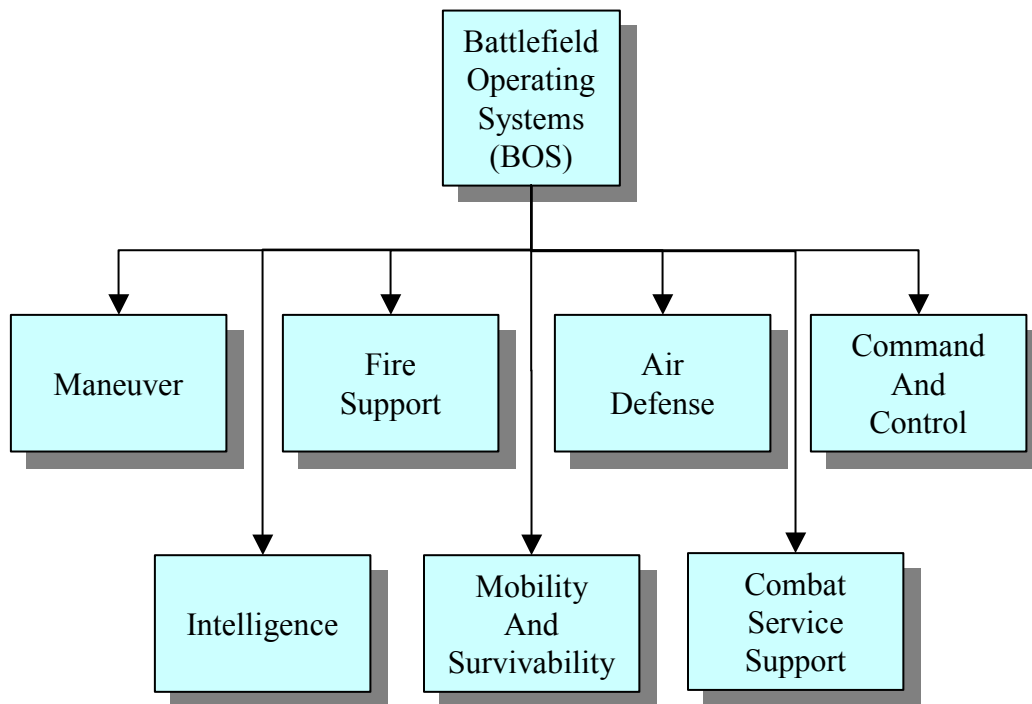 Battlefield
Operating
Systems
(BOS)
Maneuver
Fire
Support
Air
Defense
Command
And
Control
Intelligence
Mobility
And
Survivability
Combat
Service
Support